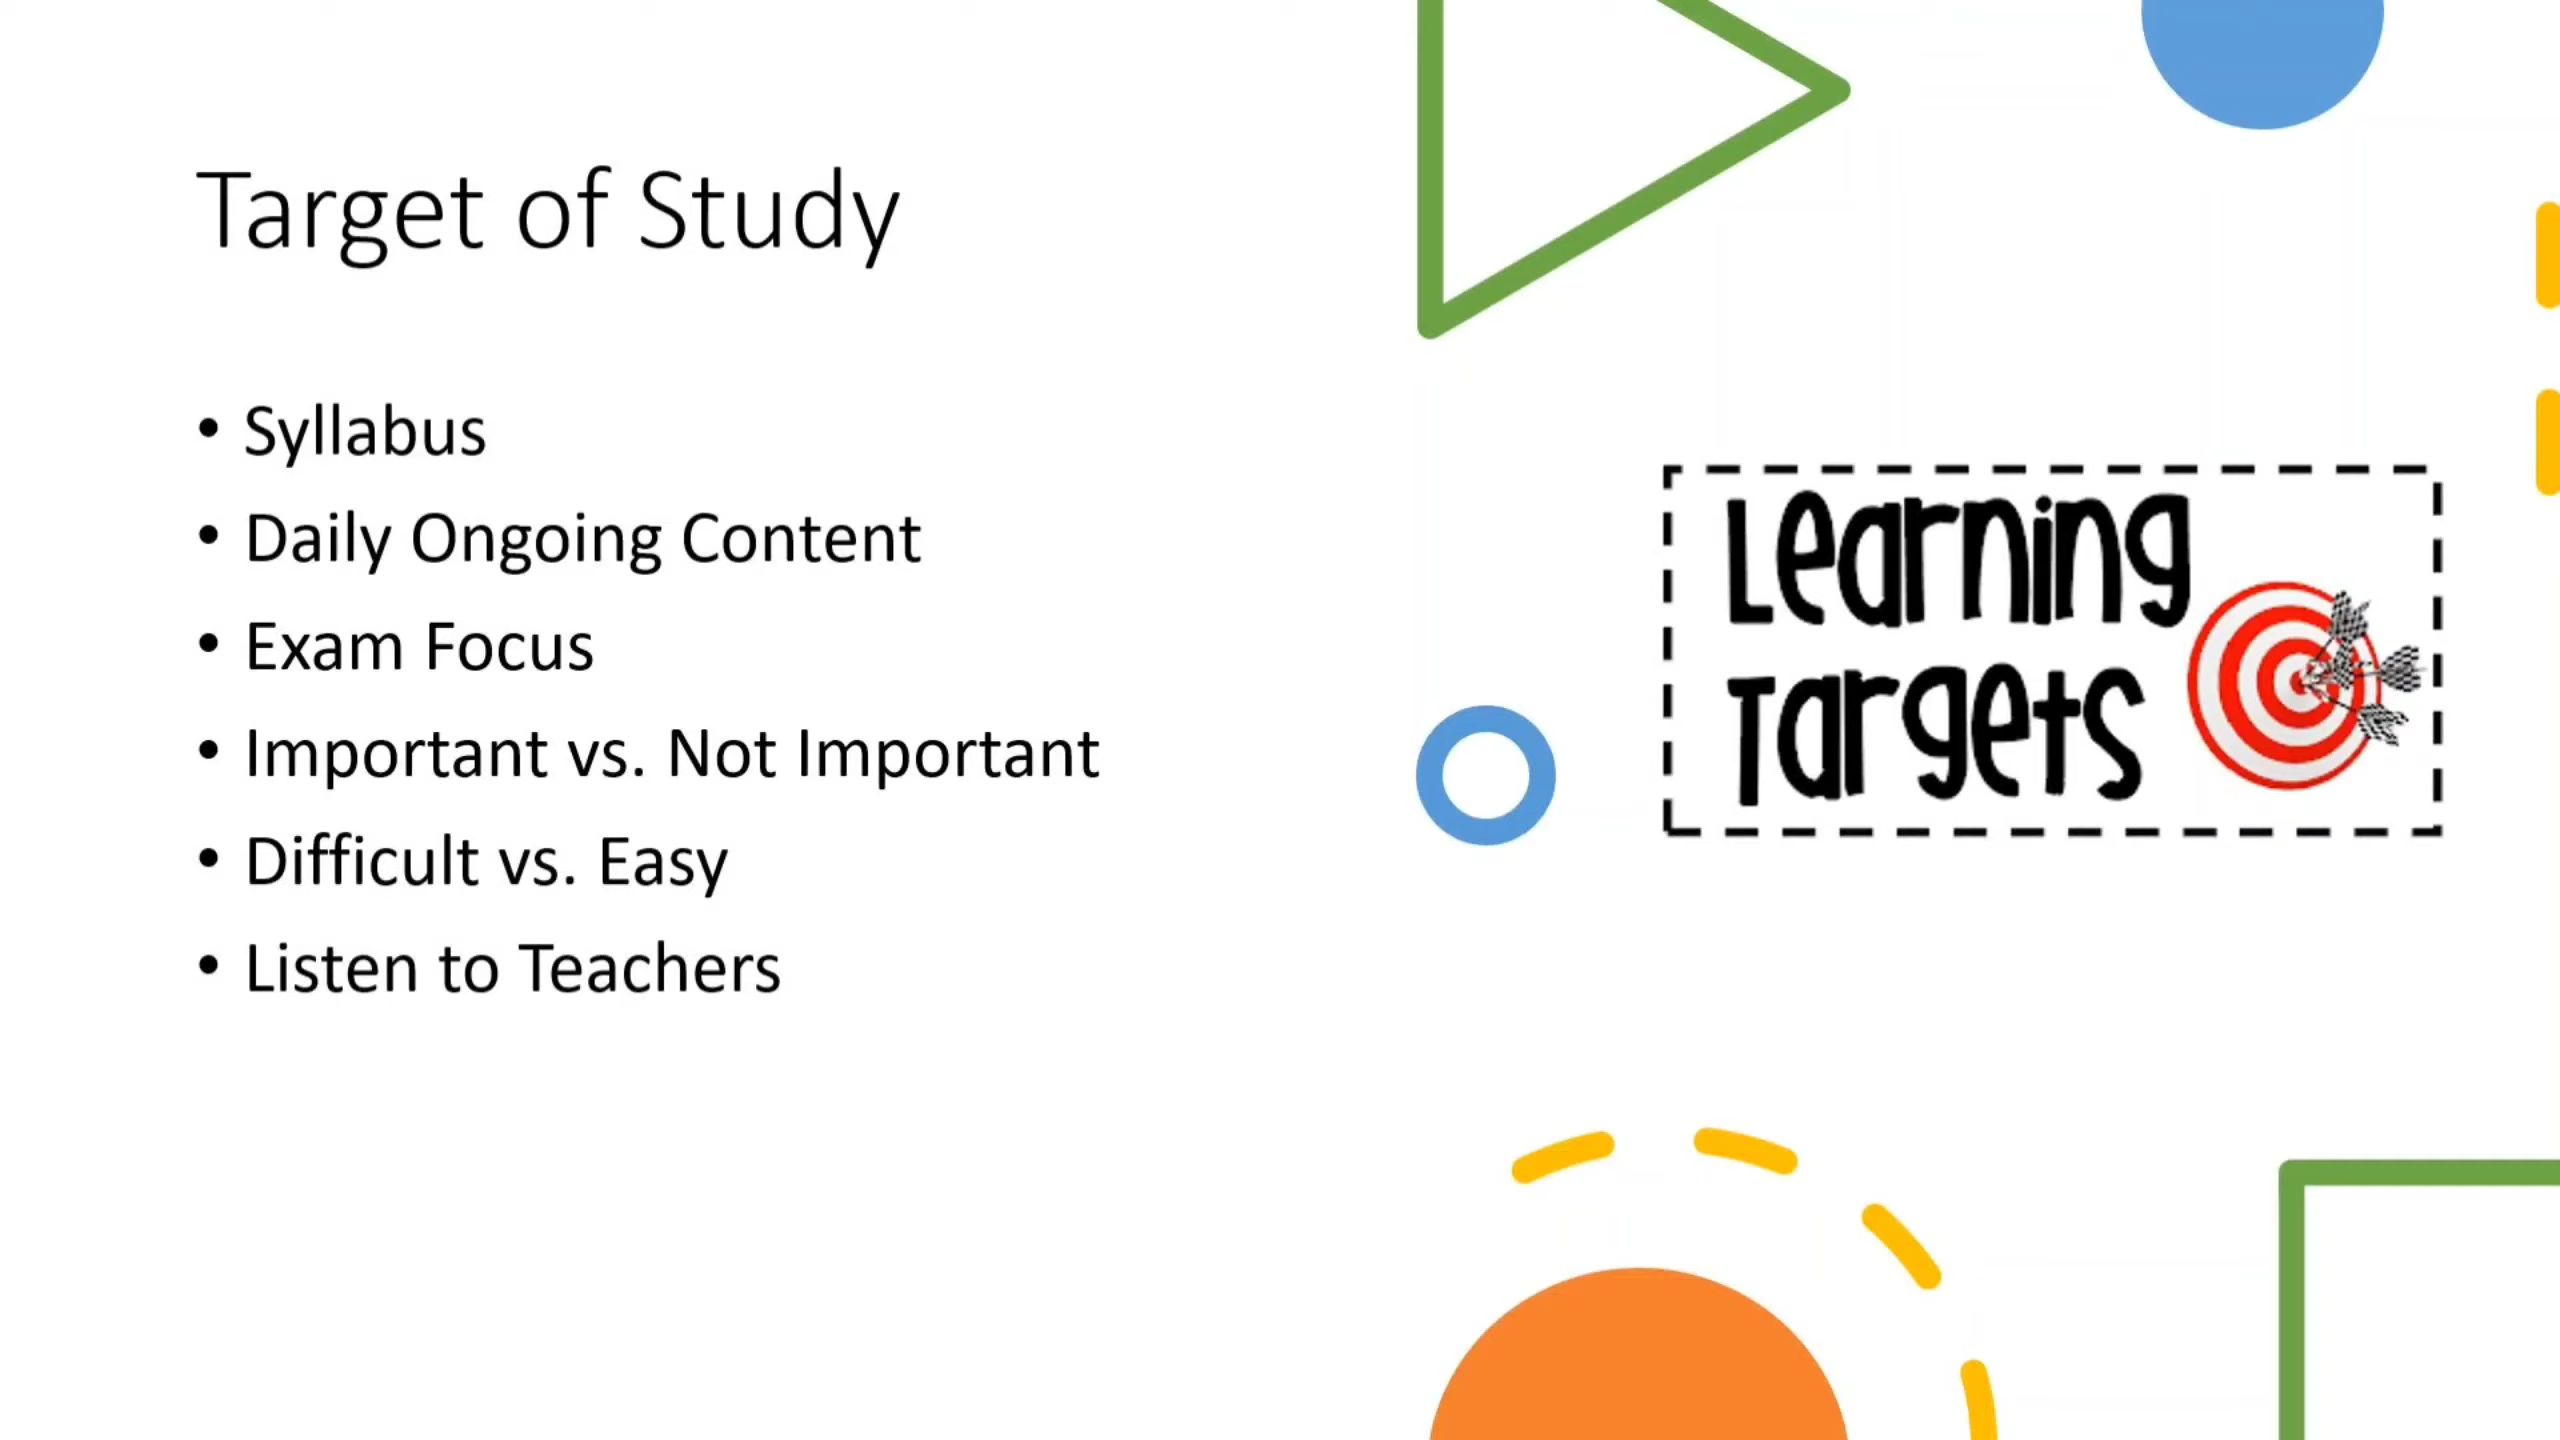 Target of Study
• Syllabus
• Daily Ongoing Content
• Exam Focus
• Important vs. Not Important
• Difficult vs. Easy
• Listen to Teachers
Learning
Targets